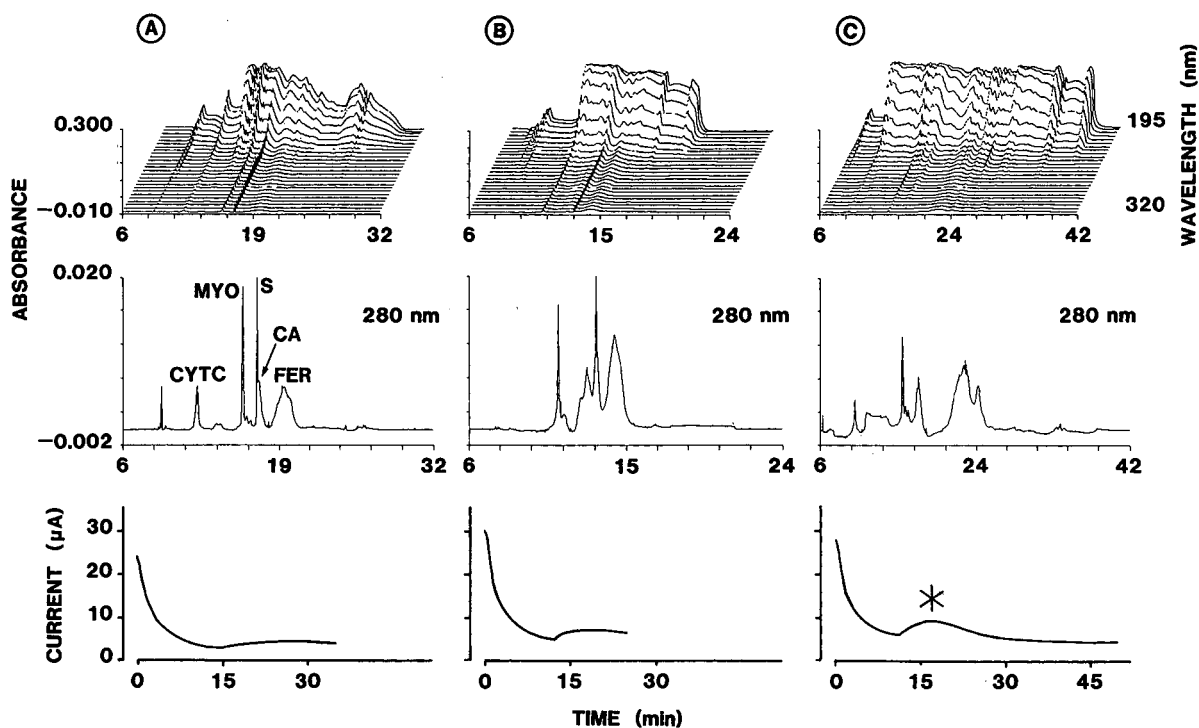 A B C
ABSORBANCE
WAVELENGTH (nm)
0.300
−0.010
195
320
6 19 32
6 15 24
6 24 42
0.020
−0.002
MYO
S
CA
CYTC
FER
280 nm
280 nm
280 nm
6 19 32
6 15 24
6 24 42
CURRENT (µA)
30
20
10
0
*
0 15 30
0 15 30
0 15 30 45
TIME (min)